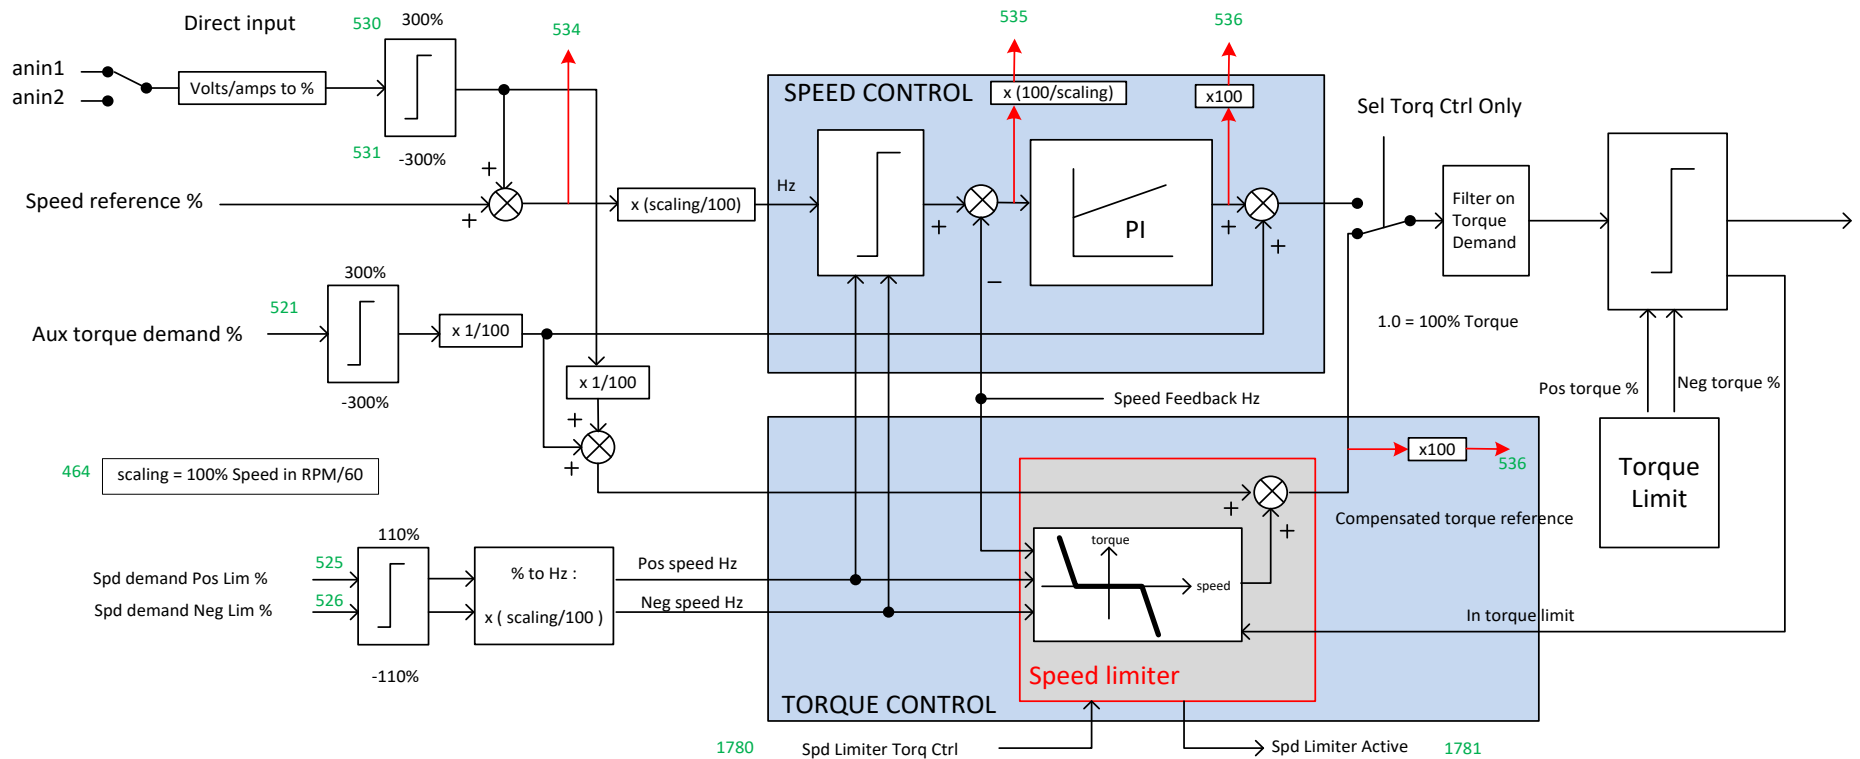 Direct input
530
300%
534
535
536
anin1
anin2
Volts/amps to %
SPEED CONTROL
x (100/scaling)
x100
Sel Torq Ctrl Only
531
-300%
+
Speed reference %
+
x (scaling/100)
Hz
+
PI
+
+
Filter on
Torque
Demand
−
300%
521
Aux torque demand %
x 1/100
1.0 = 100% Torque
-300%
x 1/100
Speed Feedback Hz
Pos torque %
Neg torque %
+
+
464
scaling = 100% Speed in RPM/60
x100
536
Torque
Limit
+
+
Compensated torque reference
110%
525
Spd demand Pos Lim %
526
Spd demand Neg Lim %
-110%
% to Hz :
x ( scaling/100 )
Pos speed Hz
Neg speed Hz
torque
speed
In torque limit
Speed limiter
TORQUE CONTROL
1780
Spd Limiter Torq Ctrl
Spd Limiter Active
1781